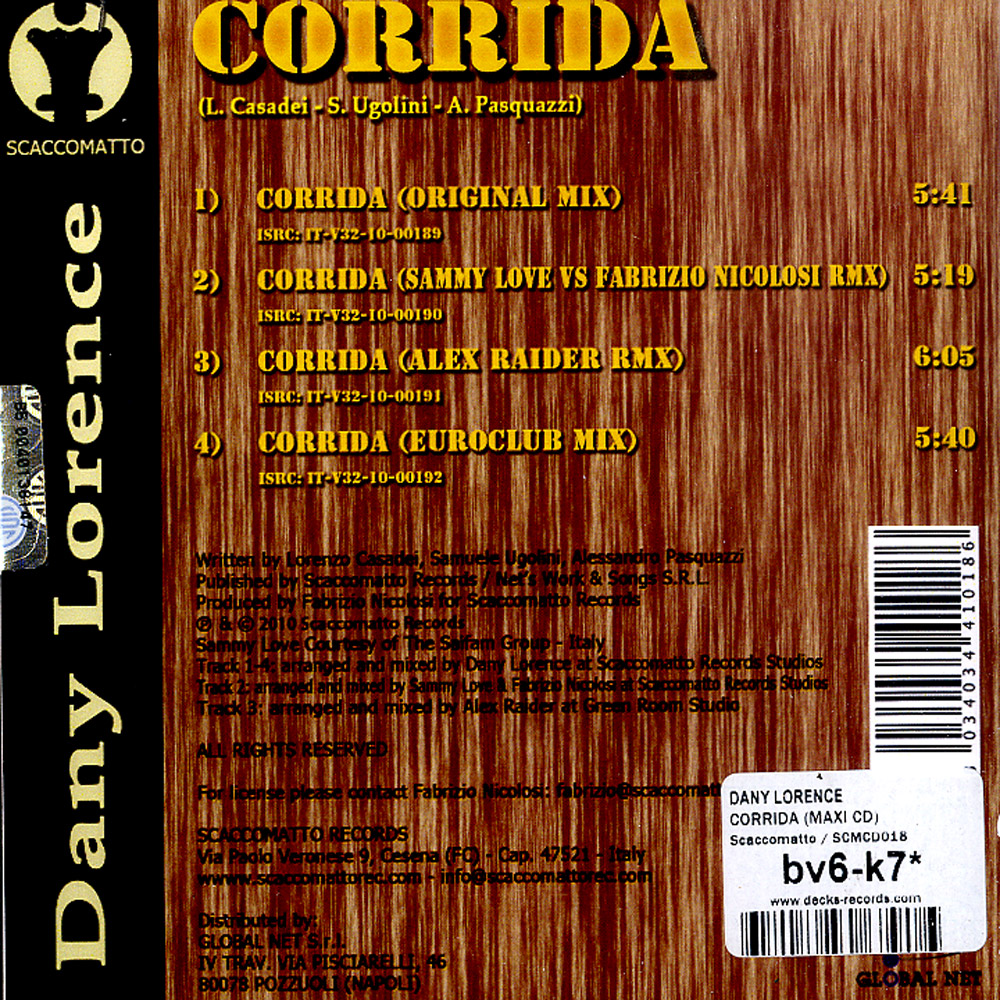 CORRIDA
(L. Casadei - S. Ugolini - A. Pasquazzi)
SCACCOMATTO
Dany Lorence
1) CORRIDA (ORIGINAL MIX) 5:41
ISRC: IT-V32-10-00189
2) CORRIDA (SAMMY LOVE VS FABRIZIO NICOLOSI RMX) 5:19
ISRC: IT-V32-10-00190
3) CORRIDA (ALEX RAIDER RMX) 6:05
ISRC: IT-V32-10-00191
4) CORRIDA (EUROCLUB MIX) 5:40
ISRC: IT-V32-10-00192
Written by Lorenzo Casadei, Samuele Ugolini, Alessandro Pasquazzi
Published by Scaccomatto Records / Net's Work & Songs S.R.L.
Produced by Fabrizio Nicolosi for Scaccomatto Records
℗ & © 2010 Scaccomatto Records
Sammy Love Courtesy of The Saifam Group - Italy
Track 1-4: arranged and mixed by Dany Lorence at Scaccomatto Records Studios
Track 2: arranged and mixed by Sammy Love & Fabrizio Nicolosi at Scaccomatto Records Studios
Track 3: arranged and mixed by Alex Raider at Green Room Studio
ALL RIGHTS RESERVED
For license please contact Fabrizio Nicolosi: fabrizio@scaccomatt
SCACCOMATTO RECORDS
Via Paolo Veronese 9, Cesena (FC) - Cap. 47521 - Italy
www.scaccomattorec.com - info@scaccomattorec.com
Distributed by:
GLOBAL NET S.r.l.
IV TRAV. VIA PISCIARELLI, 46
80078 POZZUOLI (NAPOLI)
034034 410186
DANY LORENCE
CORRIDA (MAXI CD)
Scaccomatto / SCMCD018
bv6-k7*
www.decks-records.com
GLOBAL NET